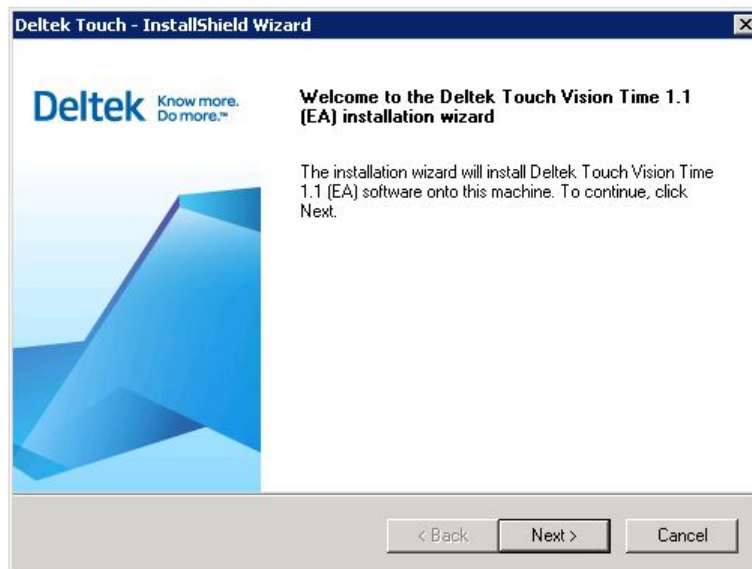 Deltek Touch - InstallShield Wizard
Deltek Know more.
Do more.™
Welcome to the Deltek Touch Vision Time 1.1
(EA) installation wizard
The installation wizard will install Deltek Touch Vision Time
1.1 (EA) software onto this machine. To continue, click
Next.
< Back Next > Cancel